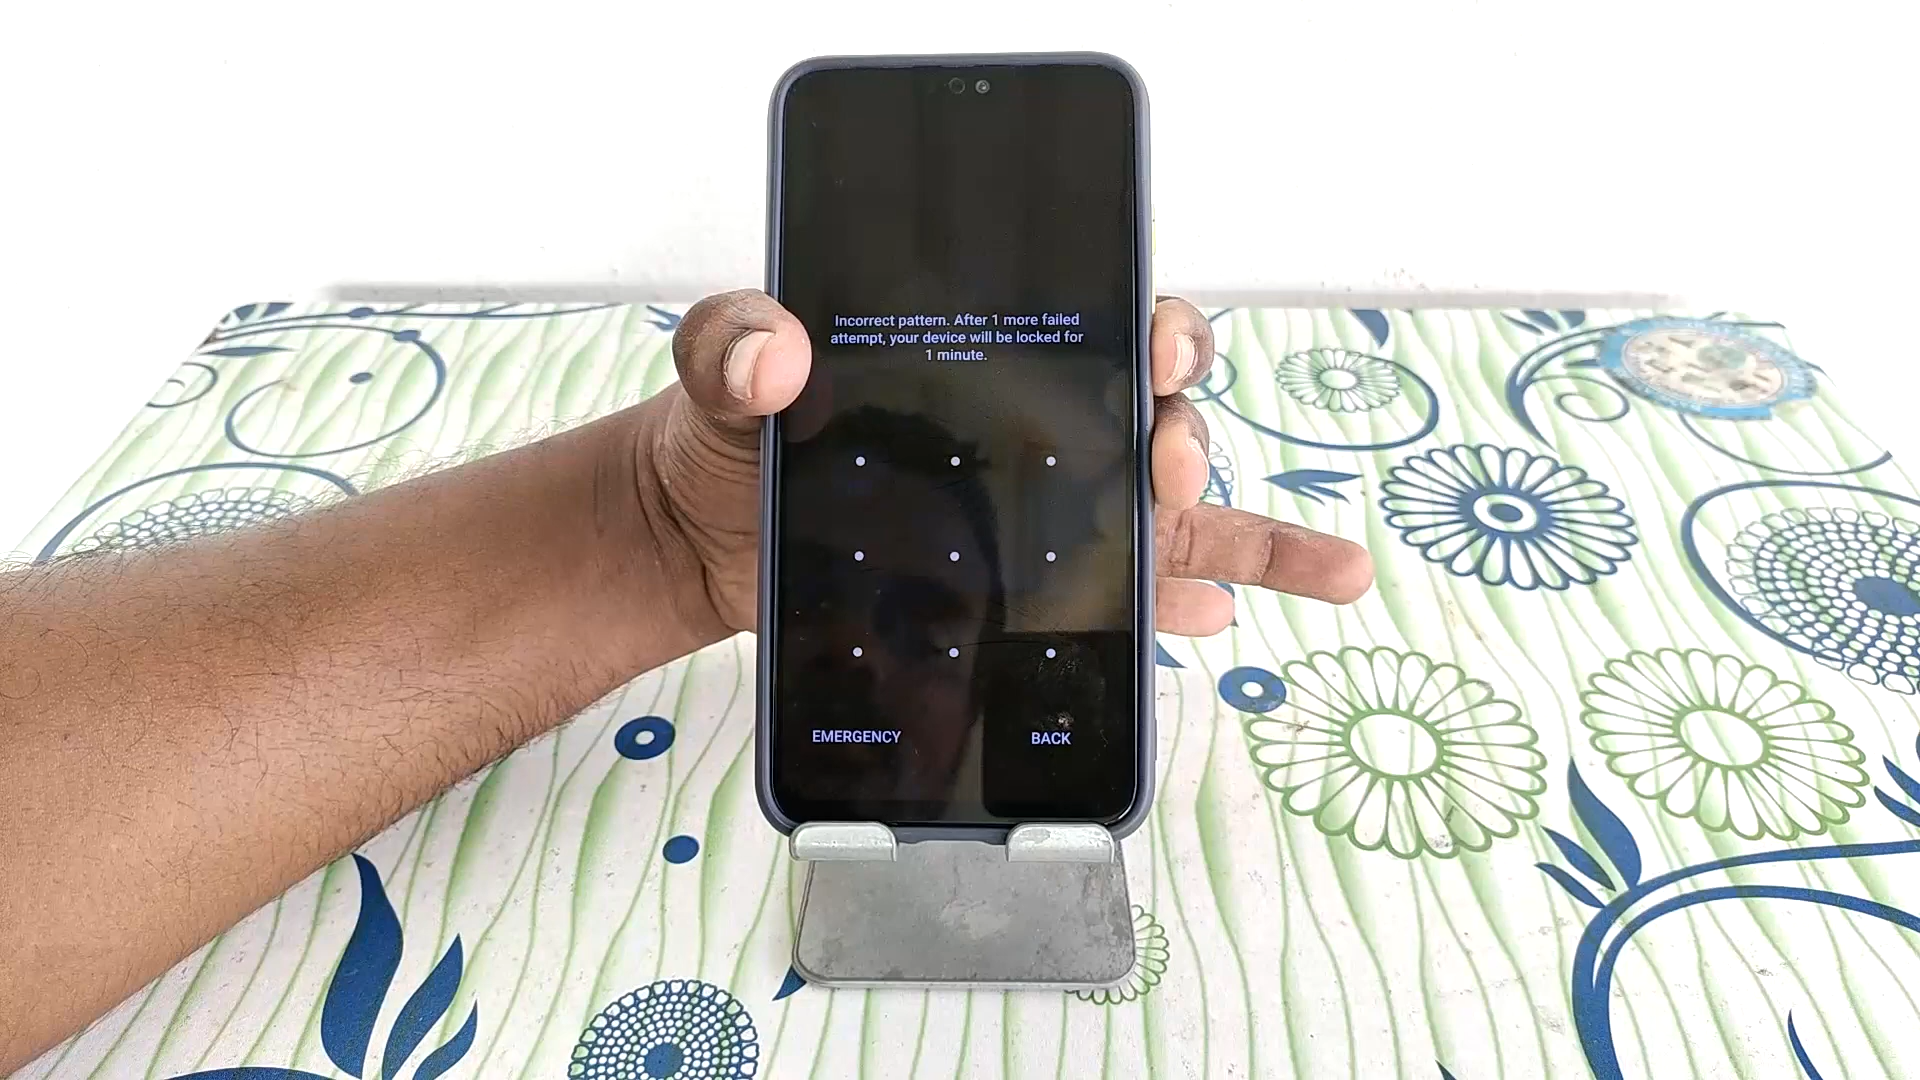 Incorrect pattern. After 1 more failed
attempt, your device will be locked for
1 minute.
EMERGENCY
BACK